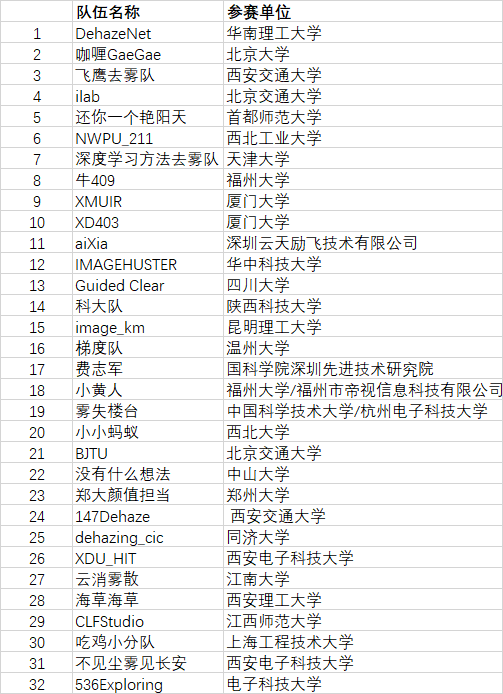 队伍名称 参赛单位
1 DehazeNet 华南理工大学
2 咖喱GaeGae 北京大学
3 飞鹰去雾队 西安交通大学
4 ilab 北京交通大学
5 还你一个艳阳天 首都师范大学
6 NWPU_211 西北工业大学
7 深度学习方法去雾队 天津大学
8 牛409 福州大学
9 XMUIR 厦门大学
10 XD403 厦门大学
11 aiXia 深圳云天励飞技术有限公司
12 IMAGEHUSTER 华中科技大学
13 Guided Clear 四川大学
14 科大队 陕西科技大学
15 image_km 昆明理工大学
16 梯度队 温州大学
17 费志军 国科学院深圳先进技术研究院
18 小黄人 福州大学/福州市帝视信息科技有限公司
19 雾失楼台 中国科学技术大学/杭州电子科技大学
20 小小蚂蚁 西北大学
21 BJTU 北京交通大学
22 没有什么想法 中山大学
23 郑大颜值担当 郑州大学
24 147Dehaze 西安交通大学
25 dehazing_cic 同济大学
26 XDU_HIT 西安电子科技大学
27 云消雾散 江南大学
28 海草海草 西安理工大学
29 CLFStudio 江西师范大学
30 吃鸡小分队 上海工程技术大学
31 不见尘雾见长安 西安电子科技大学
32 536Exploring 电子科技大学